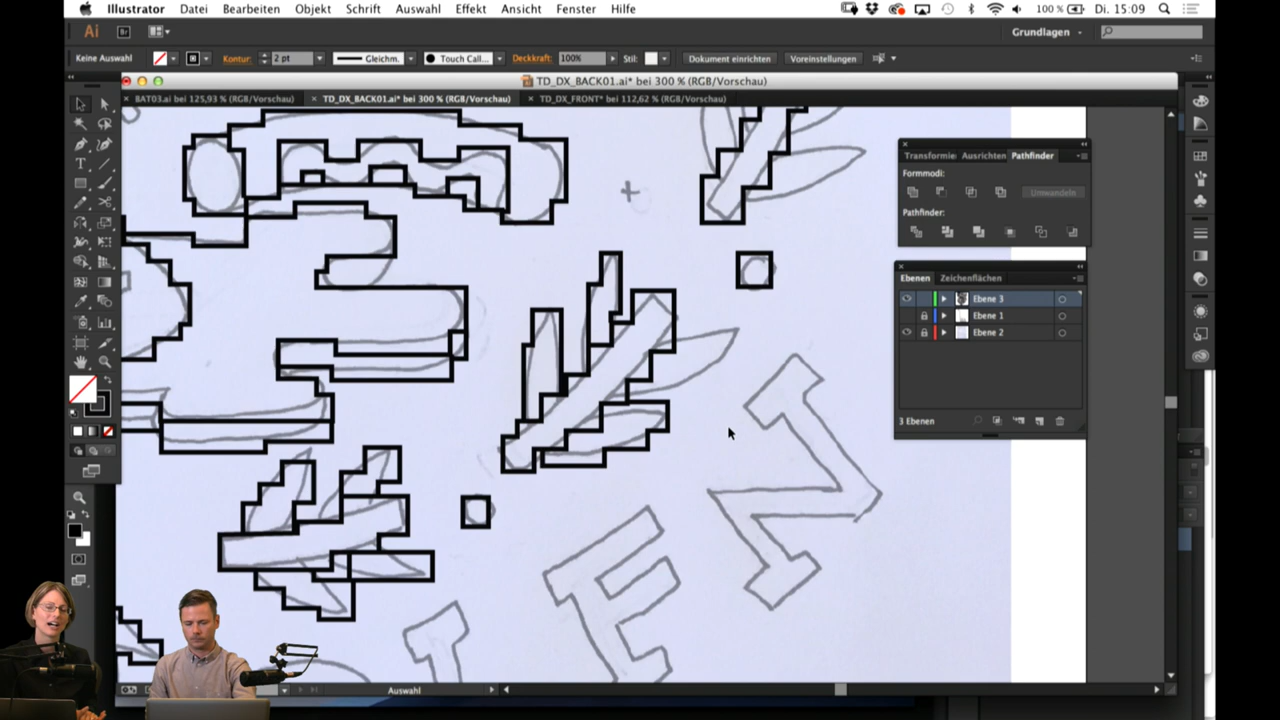 Illustrator Datei Bearbeiten Objekt Schrift Auswahl Effekt Ansicht Fenster Hilfe 100 % Di. 15:09
Ai Br Grundlagen
Keine Auswahl Kontur: 2 pt Gleichm. Touch Call... Deckkraft: 100% Stil: Dokument einrichten Voreinstellungen
TD_DX_BACK01.ai* bei 300 % (RGB/Vorschau)
BAT03.ai bei 125,93 % (RGB/Vorschau) TD_DX_BACK01.ai* bei 300 % (RGB/Vorschau) TD_DX_FRONT* bei 112,62 % (RGB/Vorschau)
Transformie Ausrichten Pathfinder
Formmodi:
Umwandeln
Pathfinder:
Ebenen Zeichenflächen
Ebene 3
Ebene 1
Ebene 2
3 Ebenen
N
E
Auswahl